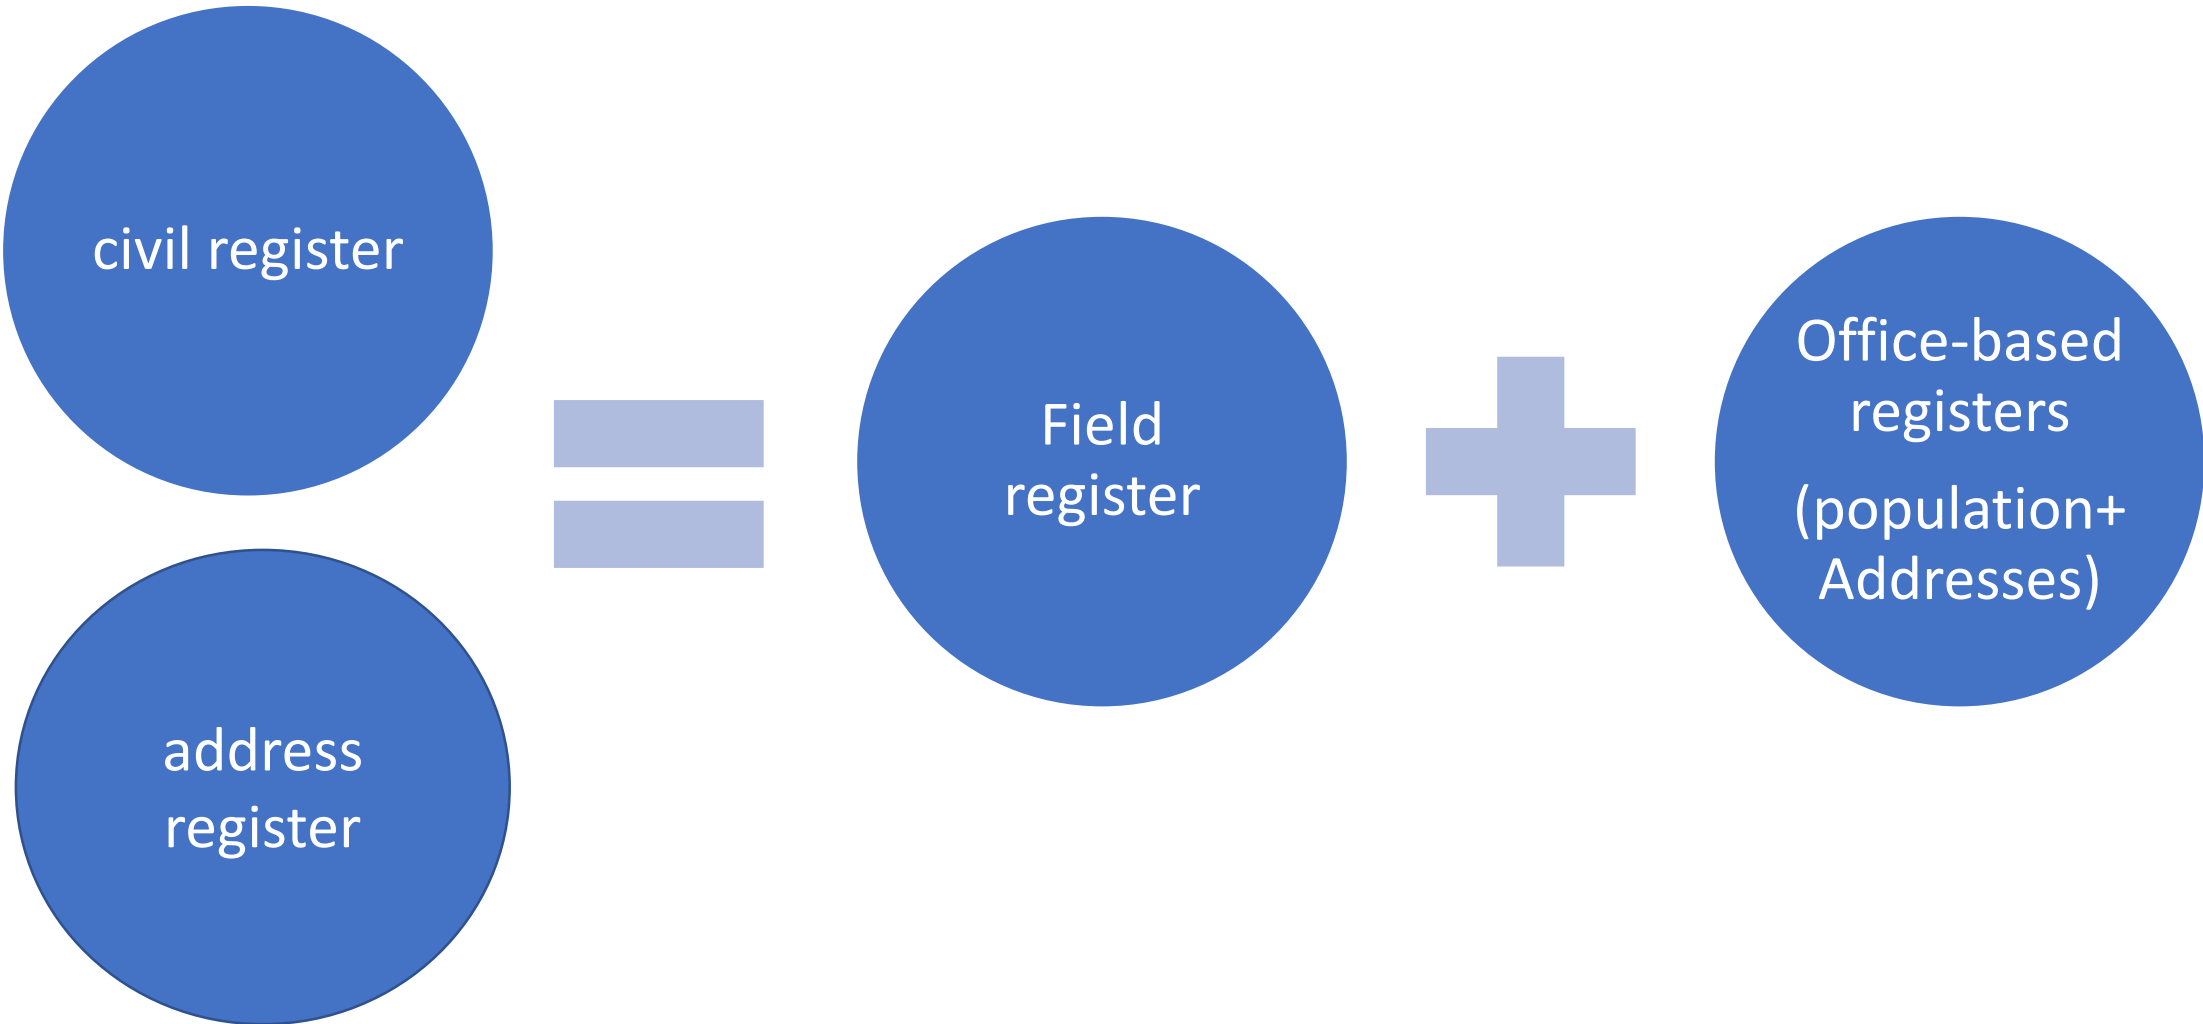 civil register
address
register
Field
register
Office-based
registers
(population+
Addresses)